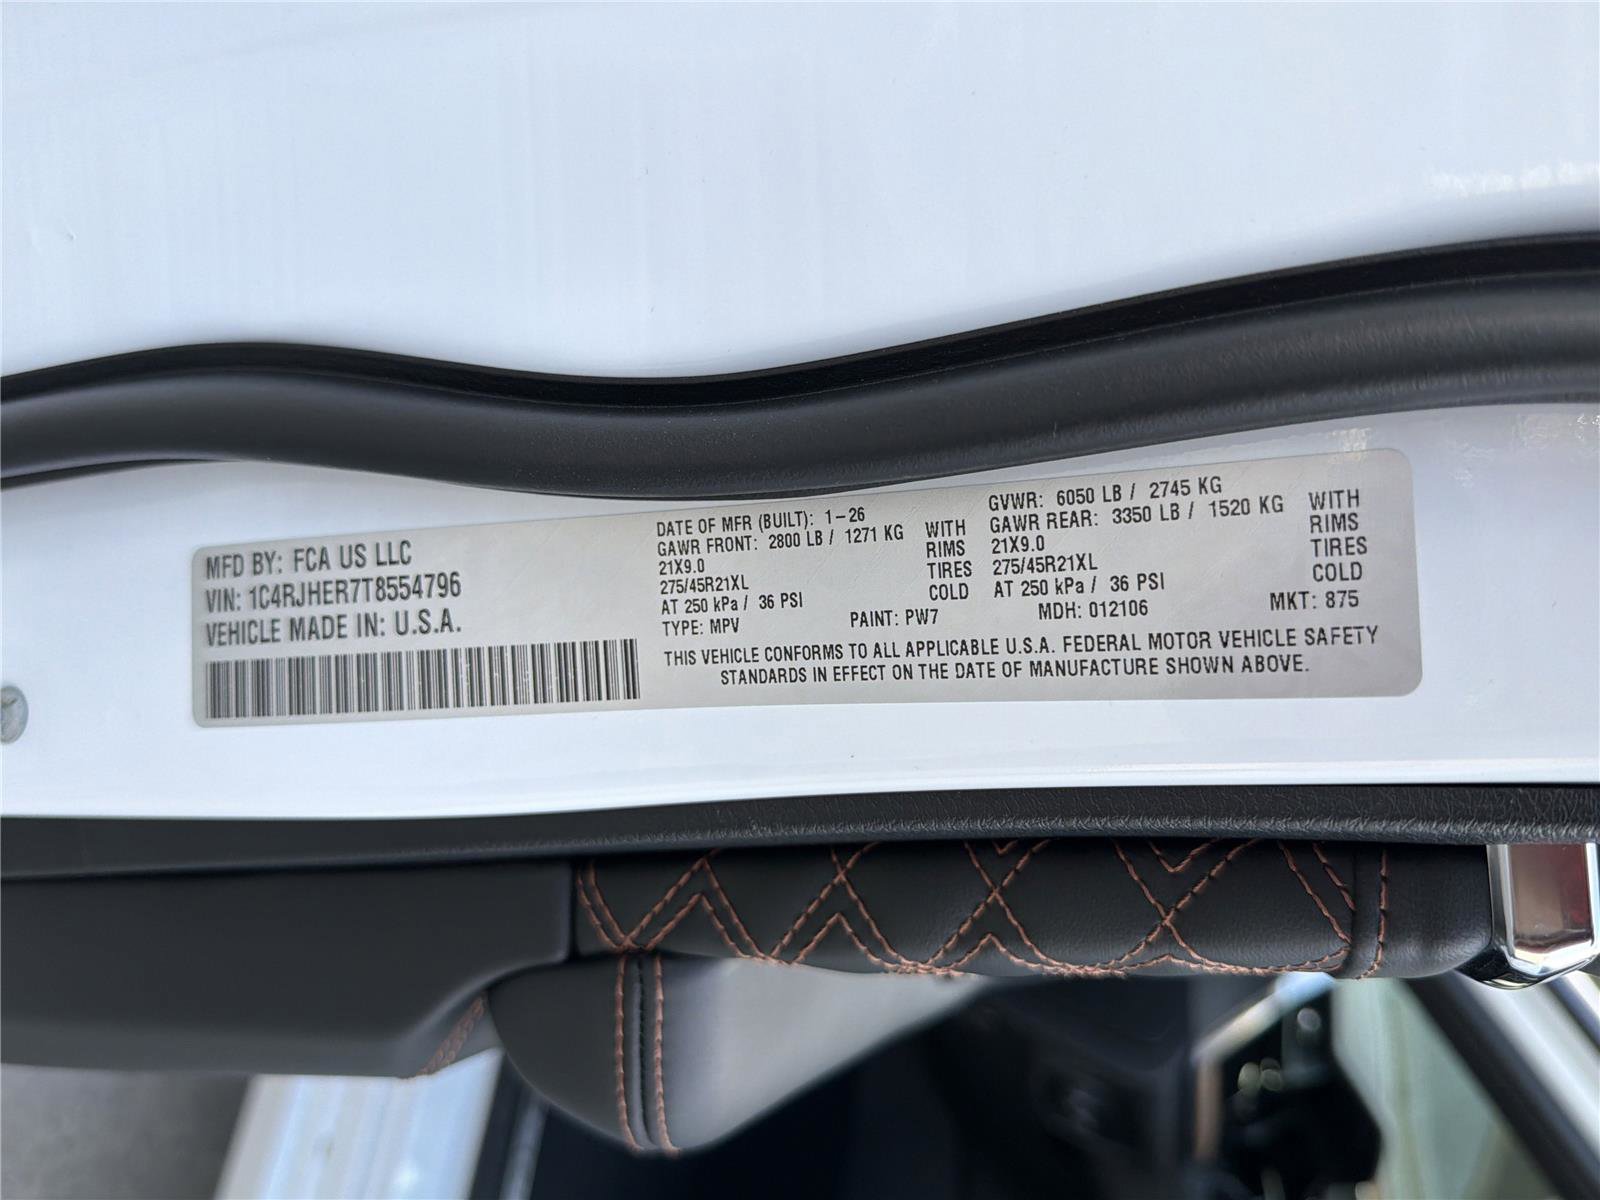 MFD BY: FCA US LLC
VIN: 1C4RJHER7T8554796
VEHICLE MADE IN: U.S.A.
DATE OF MFR (BUILT): 1-26
GAWR FRONT: 2800 LB / 1271 KG WITH
21X9.0 RIMS
275/45R21XL TIRES
AT 250 kPa / 36 PSI COLD
TYPE: MPV
PAINT: PW7
GVWR: 6050 LB / 2745 KG
GAWR REAR: 3350 LB / 1520 KG WITH
21X9.0 RIMS
275/45R21XL TIRES
AT 250 kPa / 36 PSI COLD
MDH: 012106
MKT: 875
THIS VEHICLE CONFORMS TO ALL APPLICABLE U.S.A. FEDERAL MOTOR VEHICLE SAFETY
STANDARDS IN EFFECT ON THE DATE OF MANUFACTURE SHOWN ABOVE.